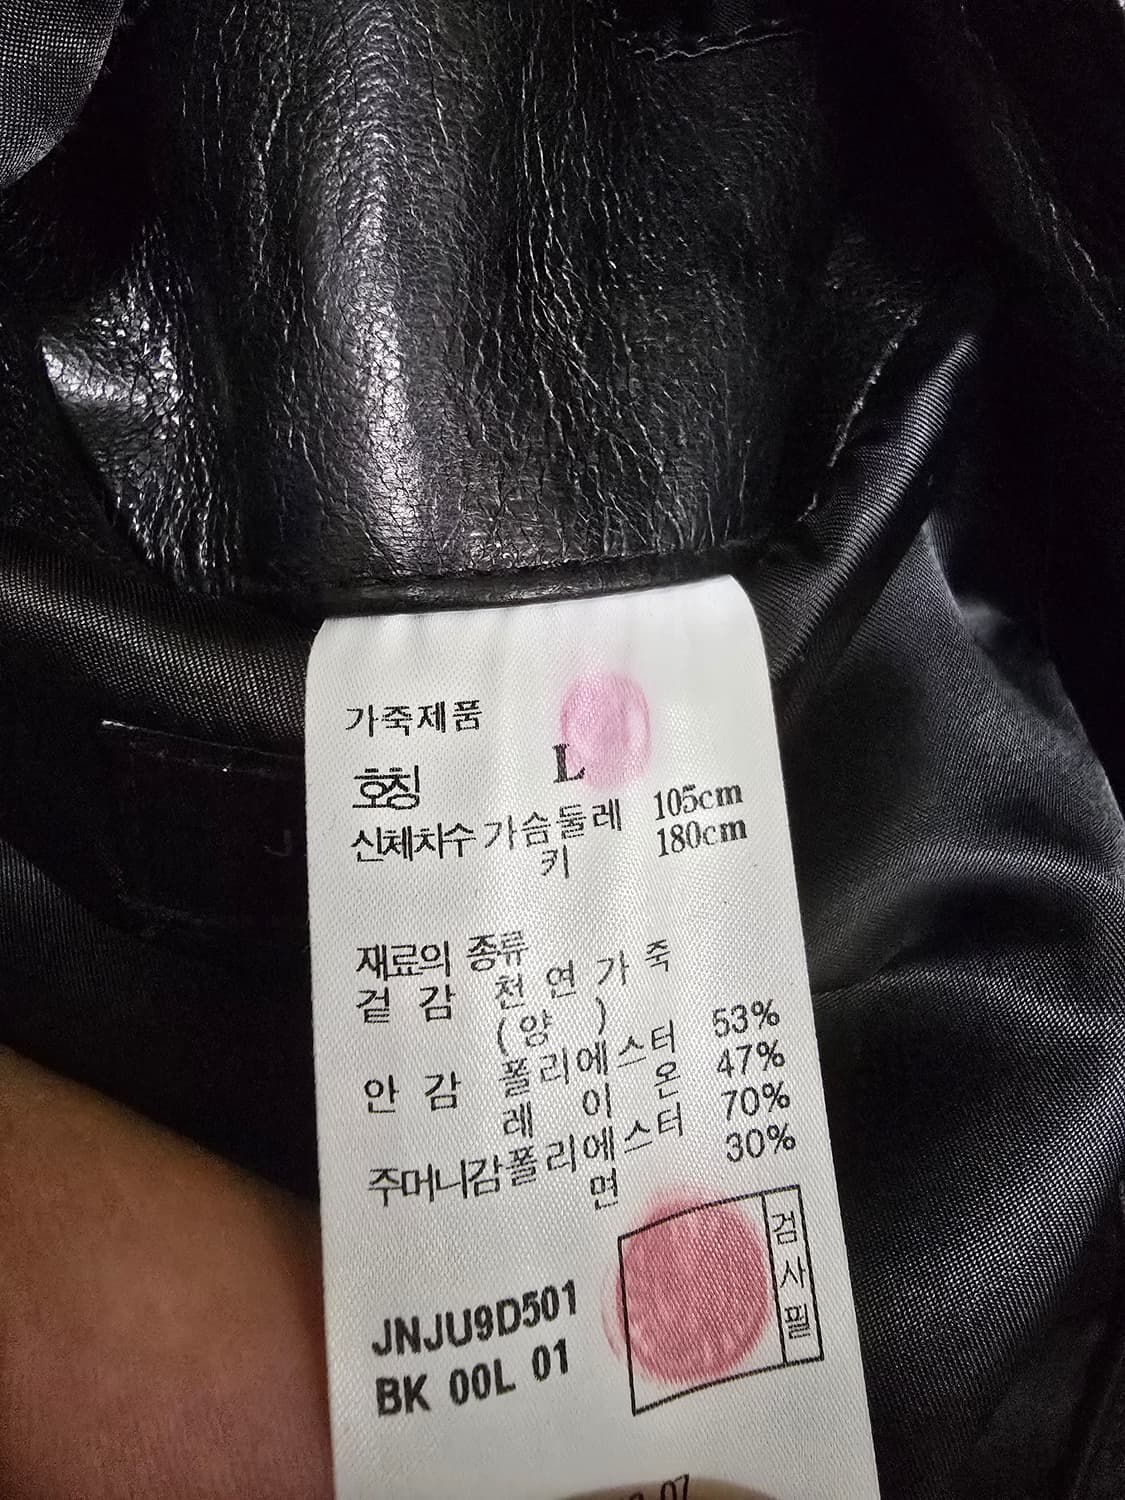 가죽제품
호칭 L
신체치수 가슴둘레 105cm
키 180cm
재료의 종류
겉감 천연가죽
(양)
안감 폴리에스터 53%
레이온 47%
주머니감 폴리에스터 70%
면 30%
검사필
JNJU9D501
BK 00L 01
07